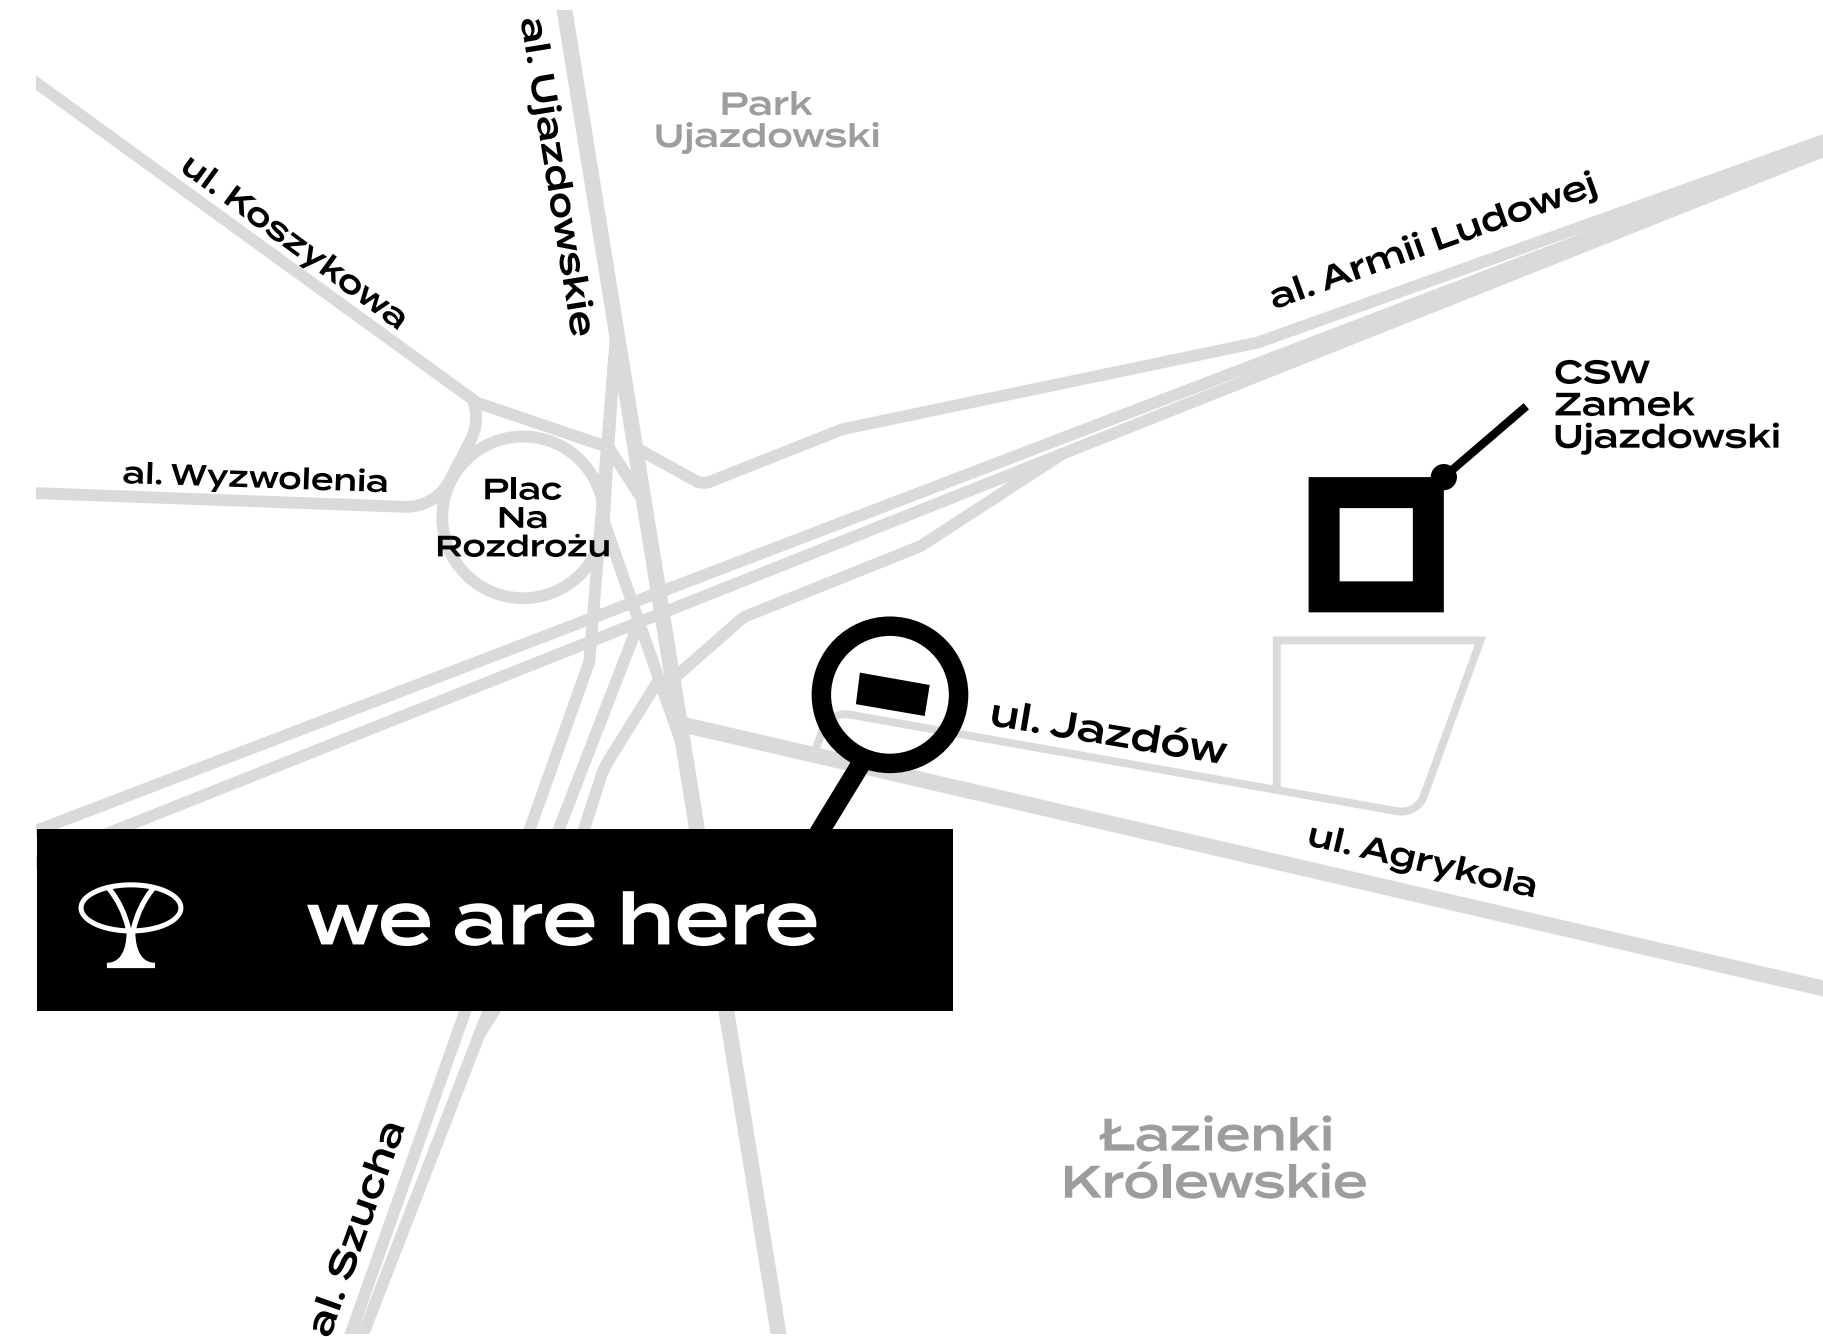 al. Ujazdowskie
Park
Ujazdowski
ul. Koszykowa
al. Armii Ludowej
CSW
Zamek
Ujazdowski
al. Wyzwolenia
Plac
Na
Rozdrożu
ul. Jazdów
ul. Agrykola
we are here
Łazienki
Królewskie
al. Szucha